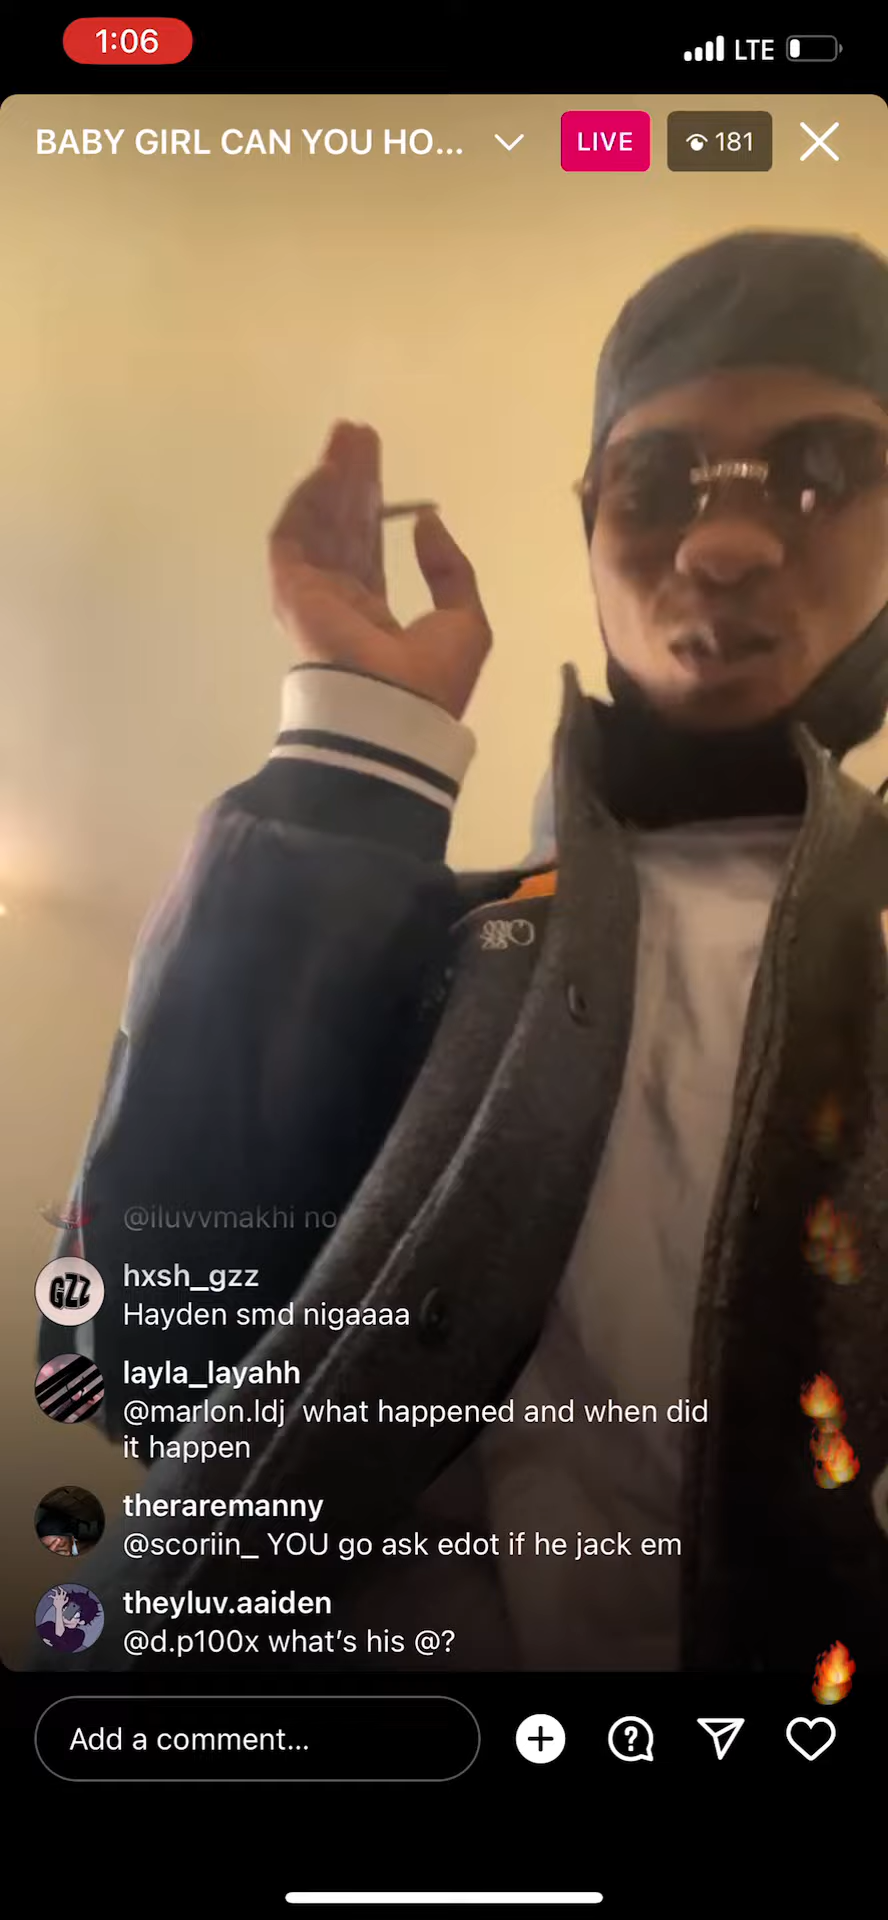 1:06
LTE
BABY GIRL CAN YOU HO...
LIVE
181
@iluvvmakhi no
hxsh_gzz
GZZ
Hayden smd nigaaaa
layla_layahh
@marlon.ldj what happened and when did
it happen
theraremanny
@scoriin_ YOU go ask edot if he jack em
theyluv.aaiden
@d.p100x what's his @?
Add a comment...